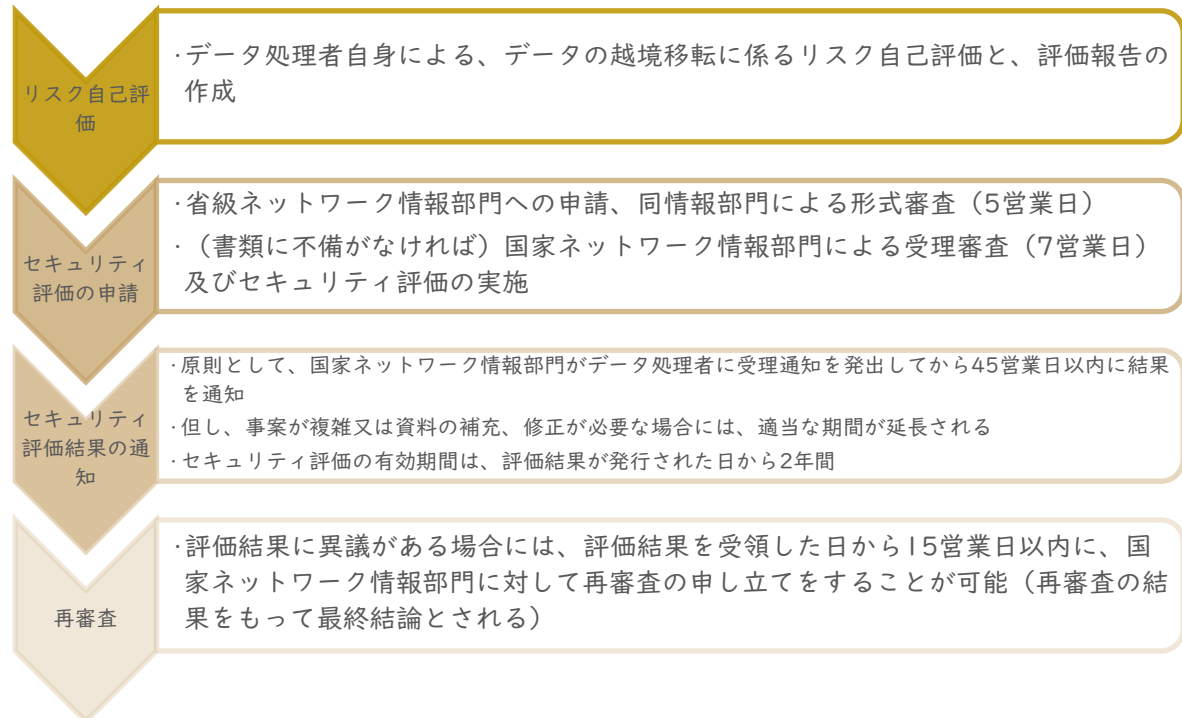 リスク自己評
価
·データ処理者自身による、データの越境移転に係るリスク自己評価と、評価報告の
作成
セキュリティ
評価の申請
·省級ネットワーク情報部門への申請、同情報部門による形式審査（5営業日）
·（書類に不備がなければ）国家ネットワーク情報部門による受理審査（7営業日）
及びセキュリティ評価の実施
セキュリティ
評価結果の通
知
·原則として、国家ネットワーク情報部門がデータ処理者に受理通知を発出してから45営業日以内に結果
を通知
·但し、事案が複雑又は資料の補充、修正が必要な場合には、適当な期間が延長される
·セキュリティ評価の有効期間は、評価結果が発行された日から2年間
再審査
·評価結果に異議がある場合には、評価結果を受領した日から15営業日以内に、国
家ネットワーク情報部門に対して再審査の申し立てをすることが可能（再審査の結
果をもって最終結論とされる）